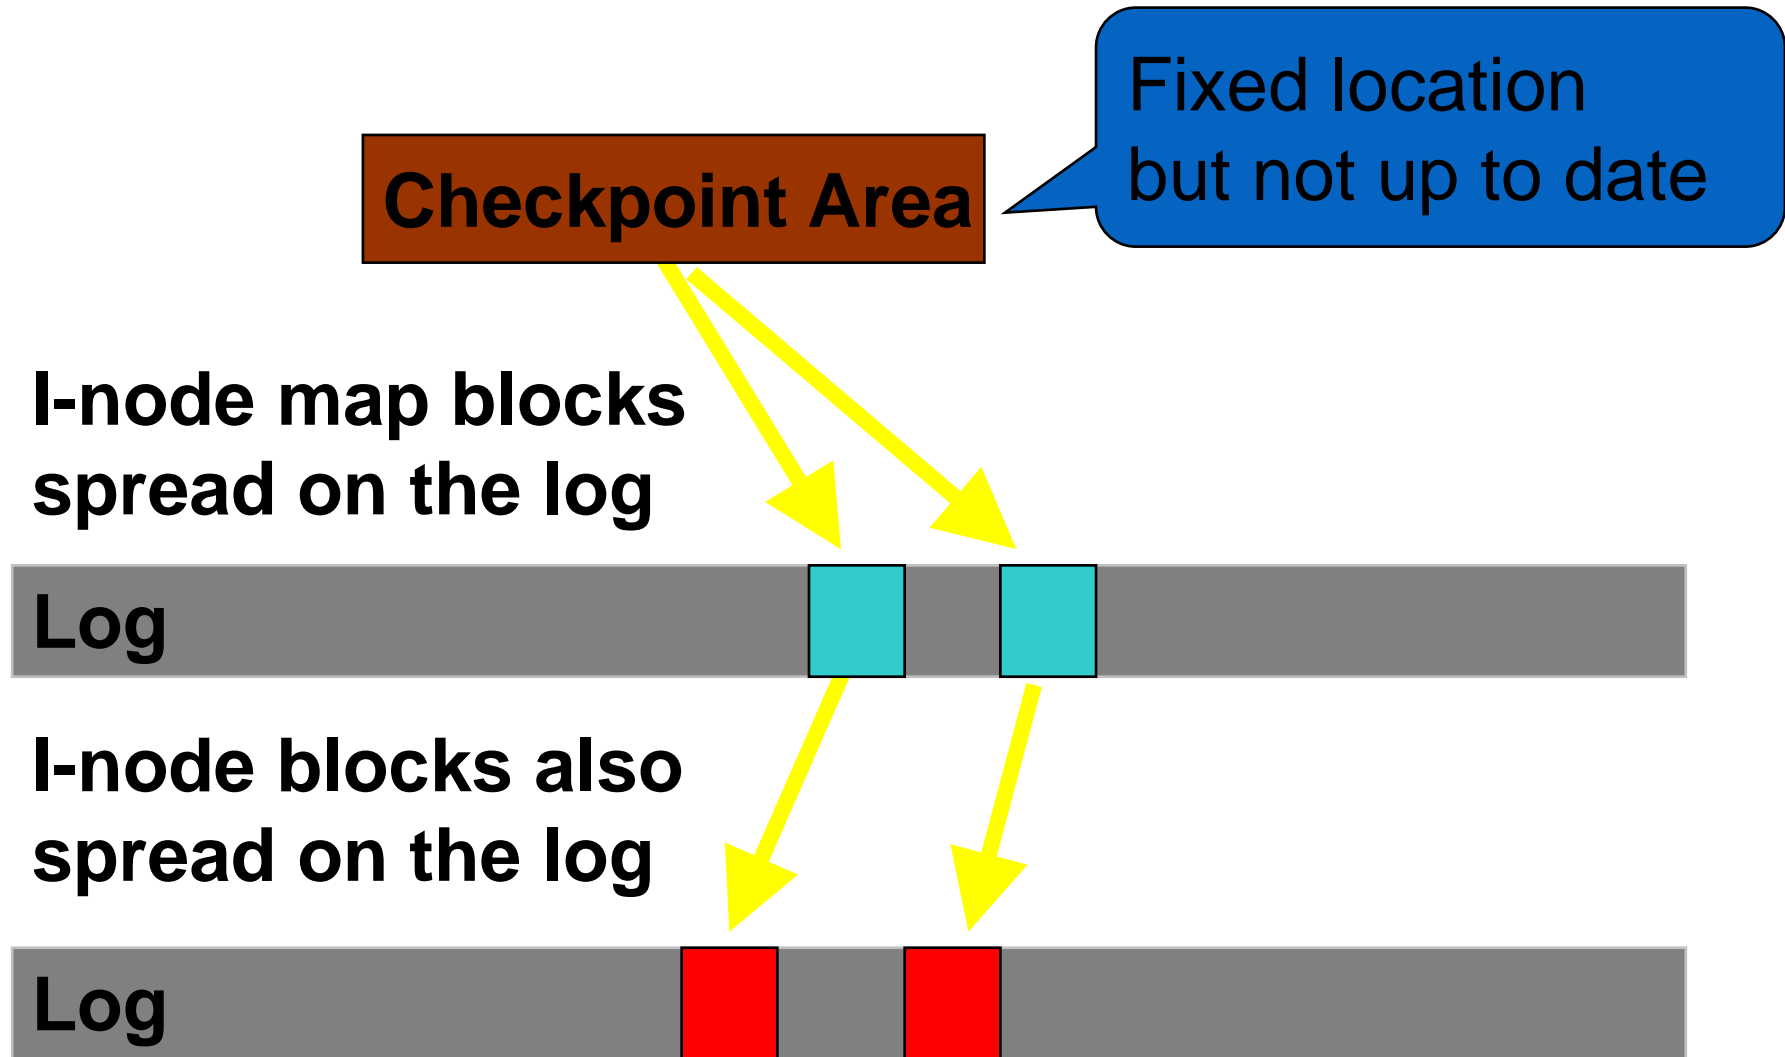 Fixed location
but not up to date
Checkpoint Area
I-node map blocks
spread on the log
Log
I-node blocks also
spread on the log
Log